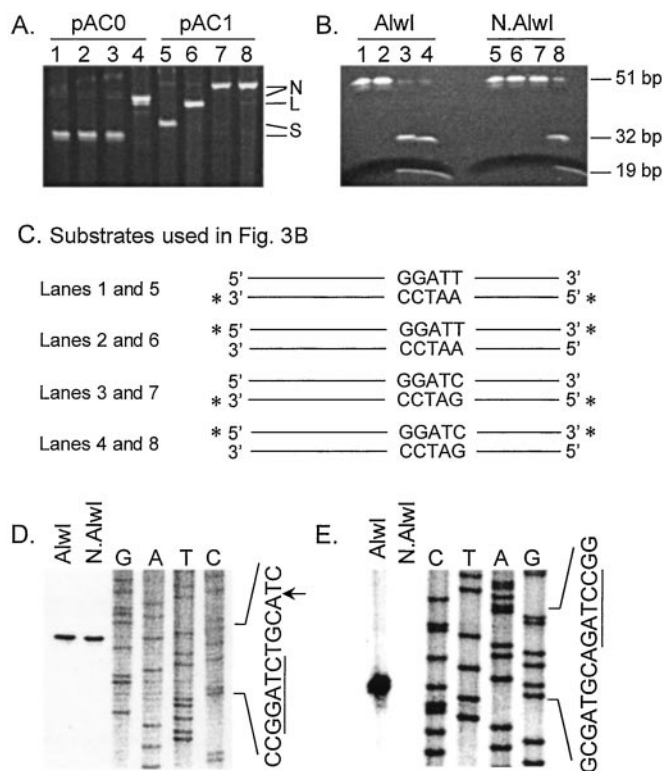 A. pAC0 pAC1
1 2 3 4 5 6 7 8
N
L
S
B. AlwI N.AlwI
1 2 3 4 5 6 7 8
51 bp
32 bp
19 bp
C. Substrates used in Fig. 3B
Lanes 1 and 5
5' GGATT 3'
* 3' CCTAA 5' *
Lanes 2 and 6
* 5' GGATT 3' *
3' CCTAA 5'
Lanes 3 and 7
5' GGATC 3'
* 3' CCTAG 5' *
Lanes 4 and 8
* 5' GGATC 3' *
3' CCTAG 5'
D. AlwI N.AlwI G A T C
CCGGATCTGCATC
E. AlwI N.AlwI C T A G
GCGATGCAGATCCGG